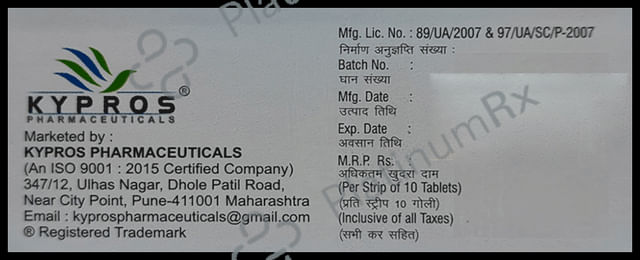 KYPROS®
PHARMACEUTICALS
Marketed by :
KYPROS PHARMACEUTICALS
(An ISO 9001 : 2015 Certified Company)
347/12, Ulhas Nagar, Dhole Patil Road,
Near City Point, Pune-411001 Maharashtra
Email : kyprospharmaceuticals@gmail.com
® Registered Trademark
Mfg. Lic. No. : 89/UA/2007 & 97/UA/SC/P-2007
निर्माण अनुज्ञप्ति संख्या :
Batch No. :
घान संख्या
Mfg. Date :
उत्पाद तिथि
Exp. Date :
अवसान तिथि
M.R.P. Rs.
अधिकतम खुदरा दाम
(Per Strip of 10 Tablets)
(प्रति स्ट्रीप 10 गोली)
(Inclusive of all Taxes)
(सभी कर सहित)
PlatinumRx